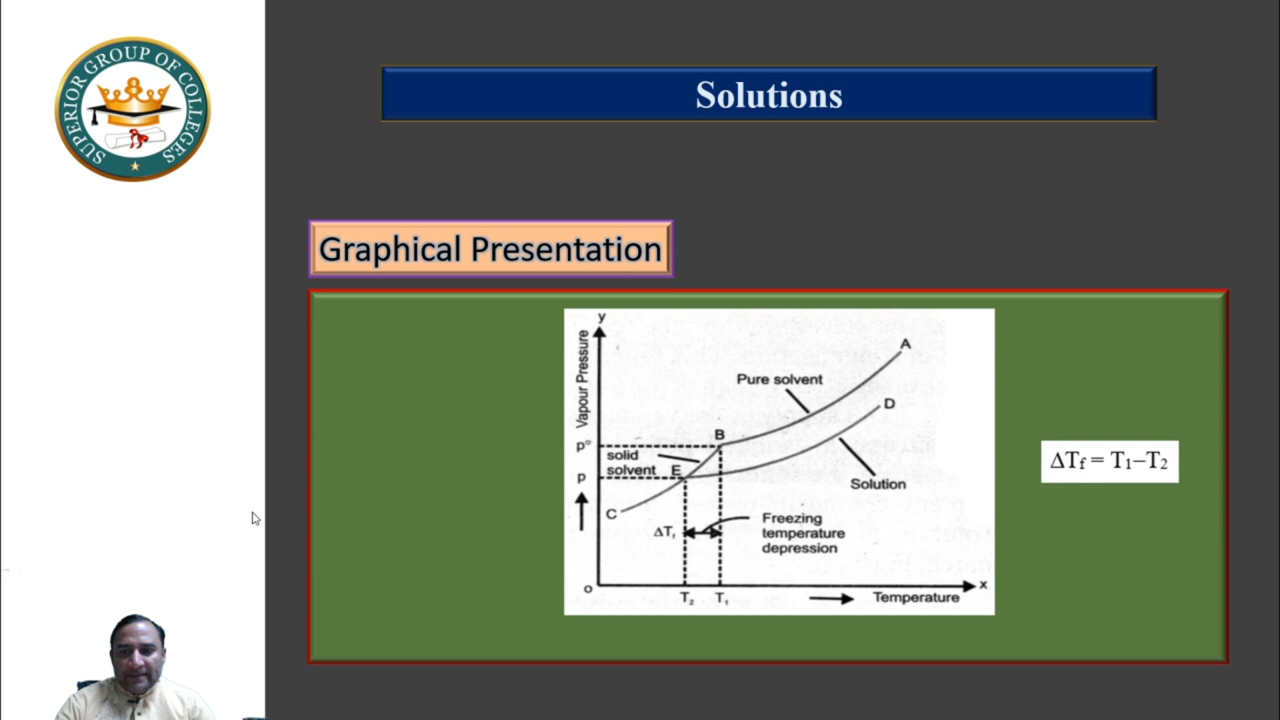 SUPERIOR GROUP OF COLLEGES
Solutions
Graphical Presentation
y
Vapour Pressure
A
Pure solvent
D
B
p°
solid
solvent
E
p
Solution
C
ΔTf
Freezing
temperature
depression
o
T₂
T₁
Temperature
x
ΔTf = T₁–T₂